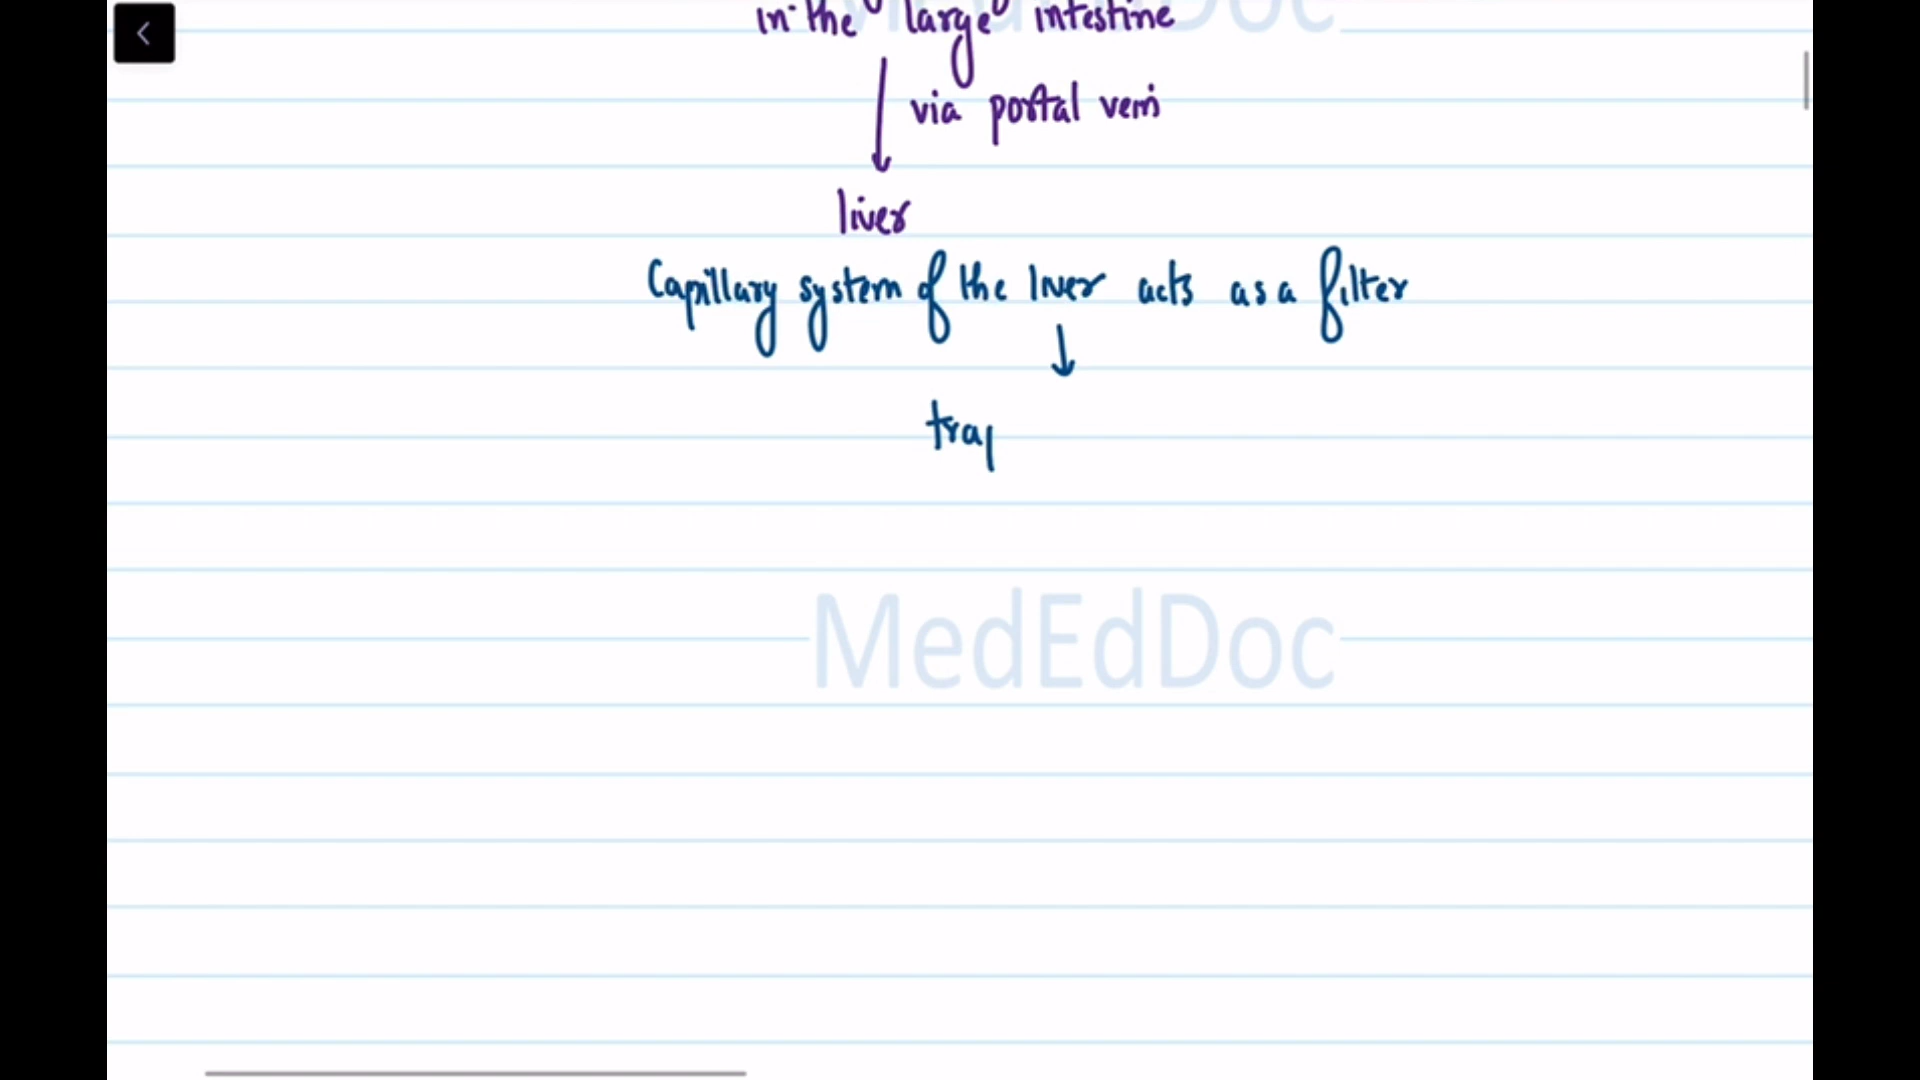 in the large intestine
via portal vein
liver
Capillary system of the liver acts as a filter
trap
MedEdDoc